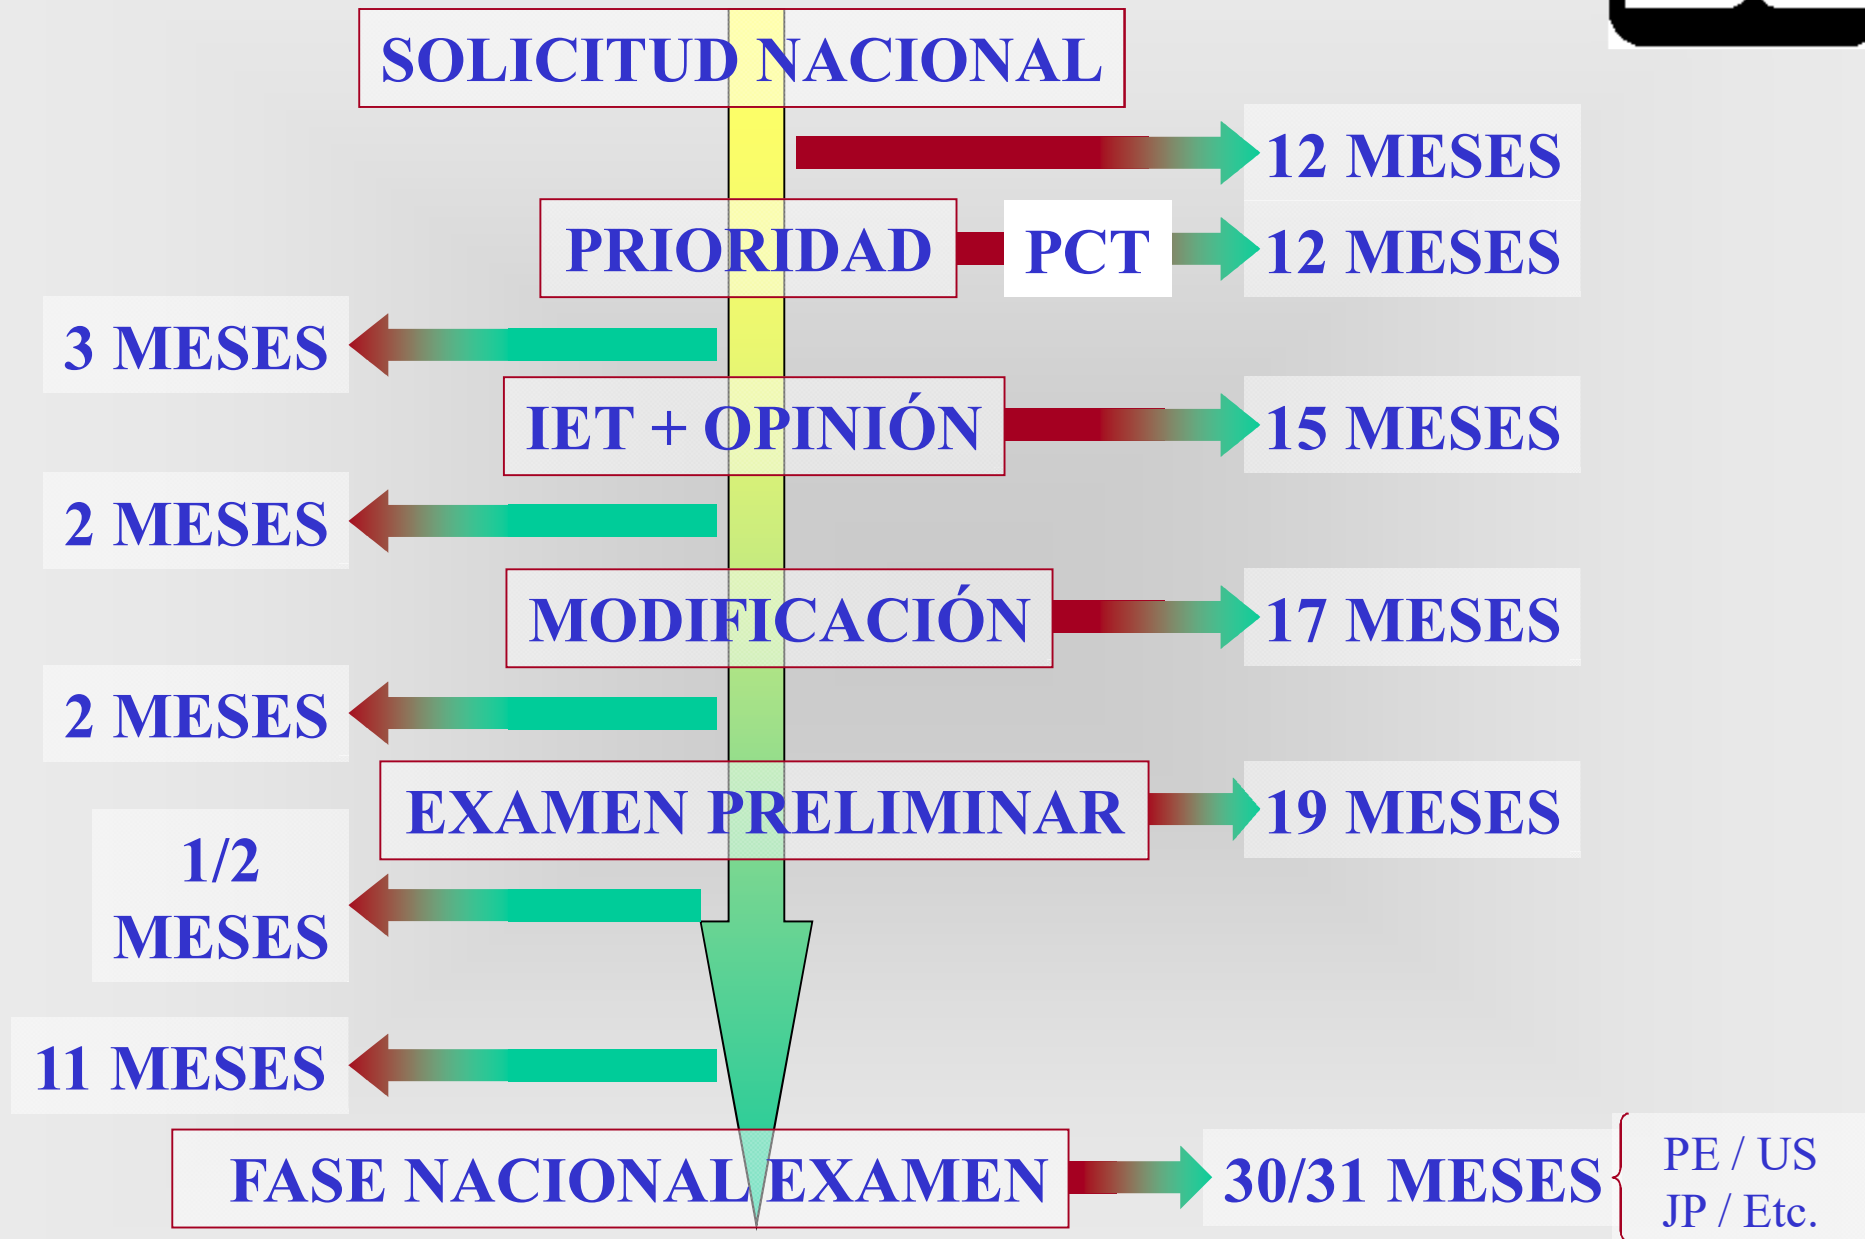 SOLICITUD NACIONAL
12 MESES
PRIORIDAD
PCT
12 MESES
3 MESES
IET + OPINIÓN
15 MESES
2 MESES
MODIFICACIÓN
17 MESES
2 MESES
EXAMEN PRELIMINAR
19 MESES
1/2
MESES
11 MESES
FASE NACIONAL EXAMEN
30/31 MESES
PE / US
JP / Etc.